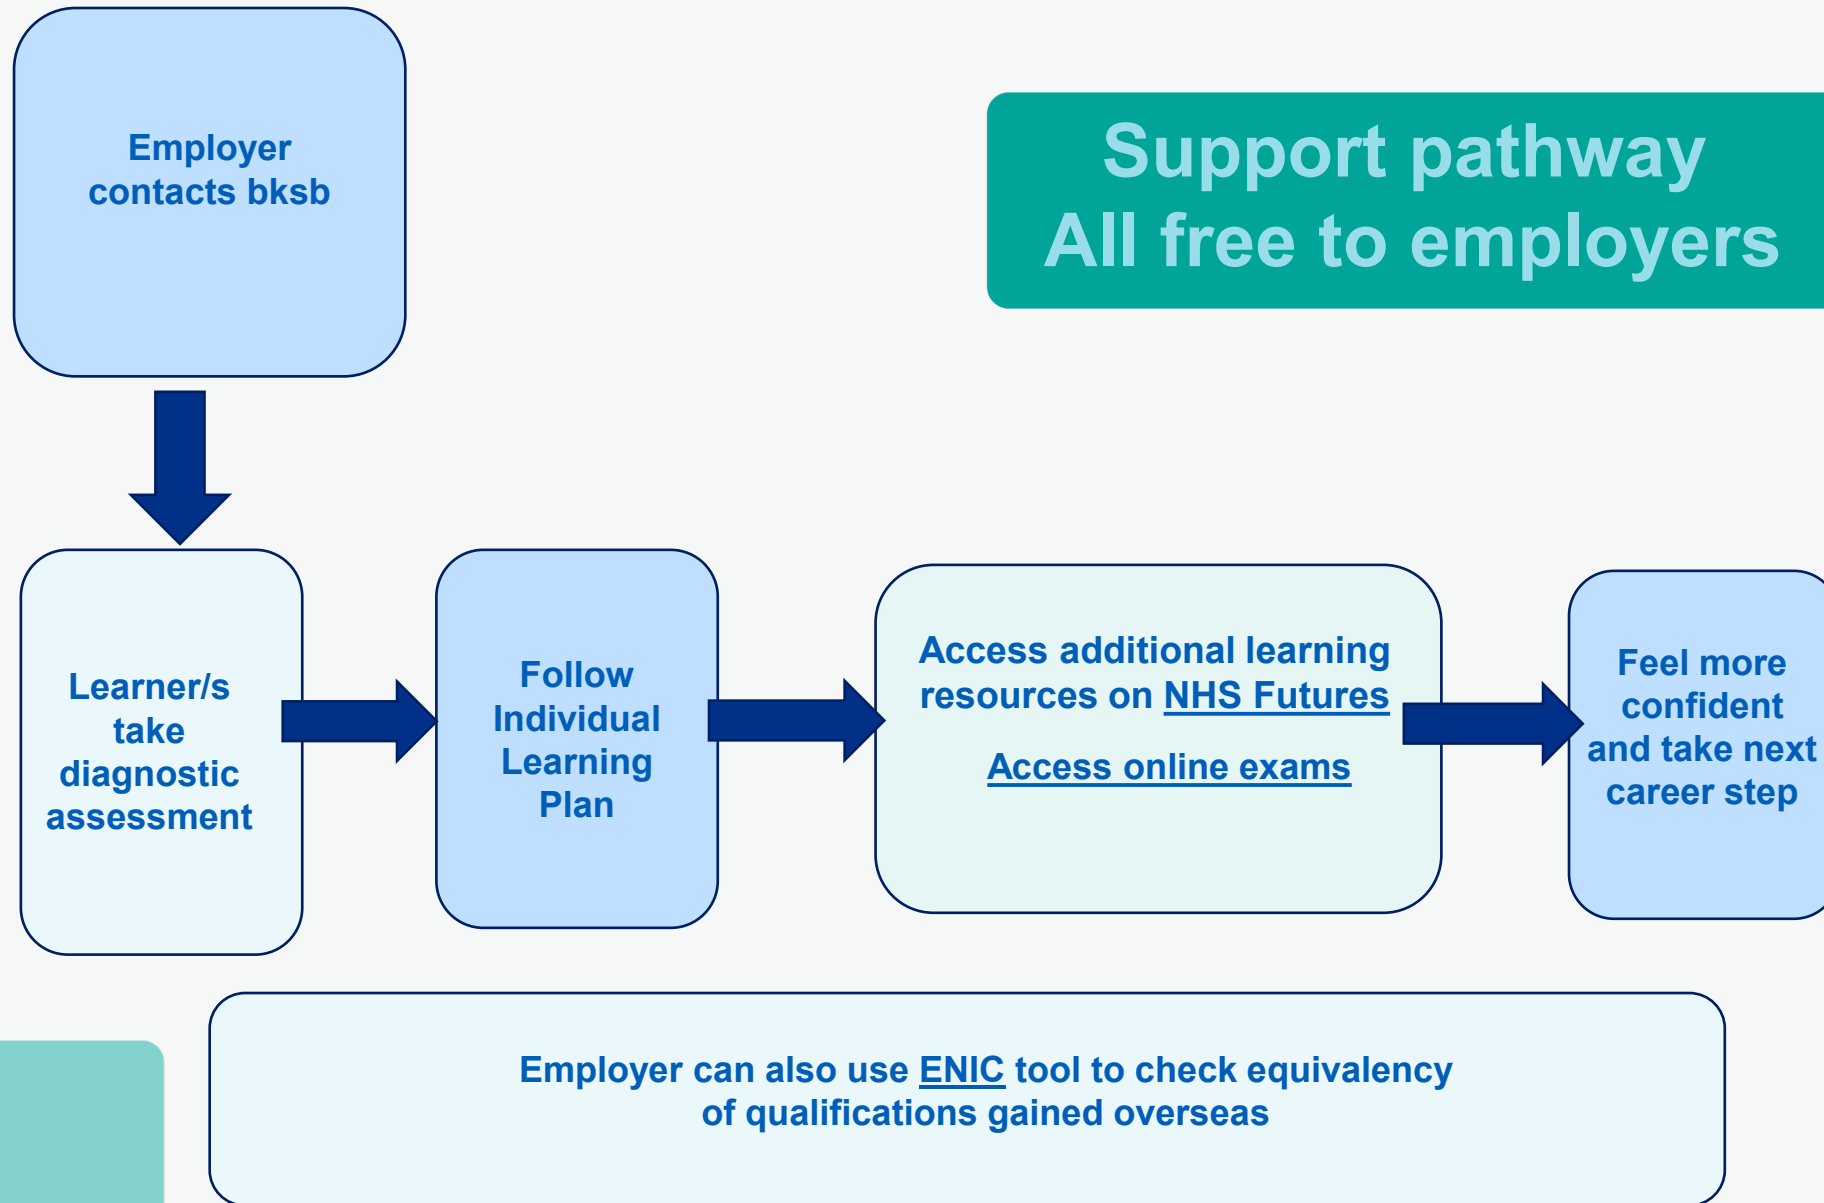 Employer
contacts bksb
Support pathway
All free to employers
Learner/s
take
diagnostic
assessment
Follow
Individual
Learning
Plan
Access additional learning
resources on NHS Futures
Access online exams
Feel more
confident
and take next
career step
Employer can also use ENIC tool to check equivalency
of qualifications gained overseas